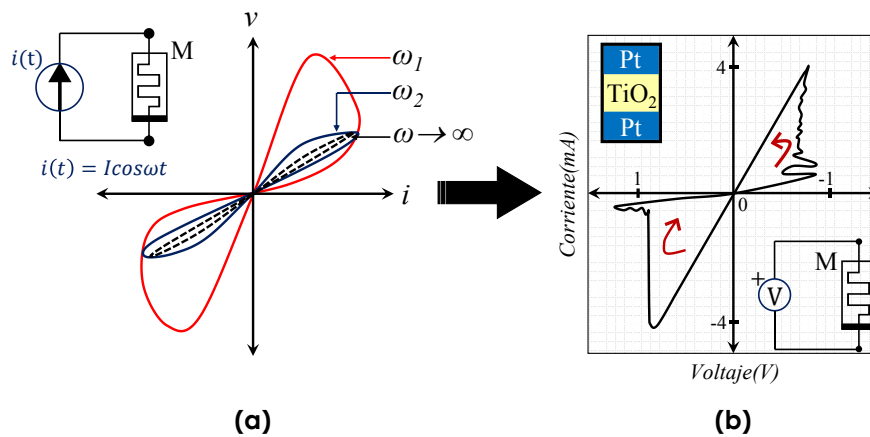 v
i(t)
M
ω₁
ω₂
ω → ∞
i(t) = Icosωt
i
(a)
Pt
TiO₂
Pt
4
Corriente(mA)
1
-1
0
-4
+
V
M
Voltaje(V)
(b)